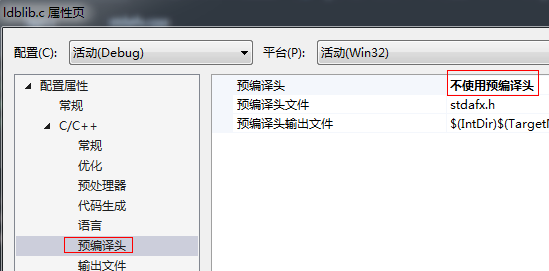 ldblib.c 属性页
配置(C): 活动(Debug) 平台(P): 活动(Win32)
配置属性
常规
C/C++
常规
优化
预处理器
代码生成
语言
预编译头
输出文件
预编译头 不使用预编译头
预编译头文件 stdafx.h
预编译头输出文件 $(IntDir)$(Target